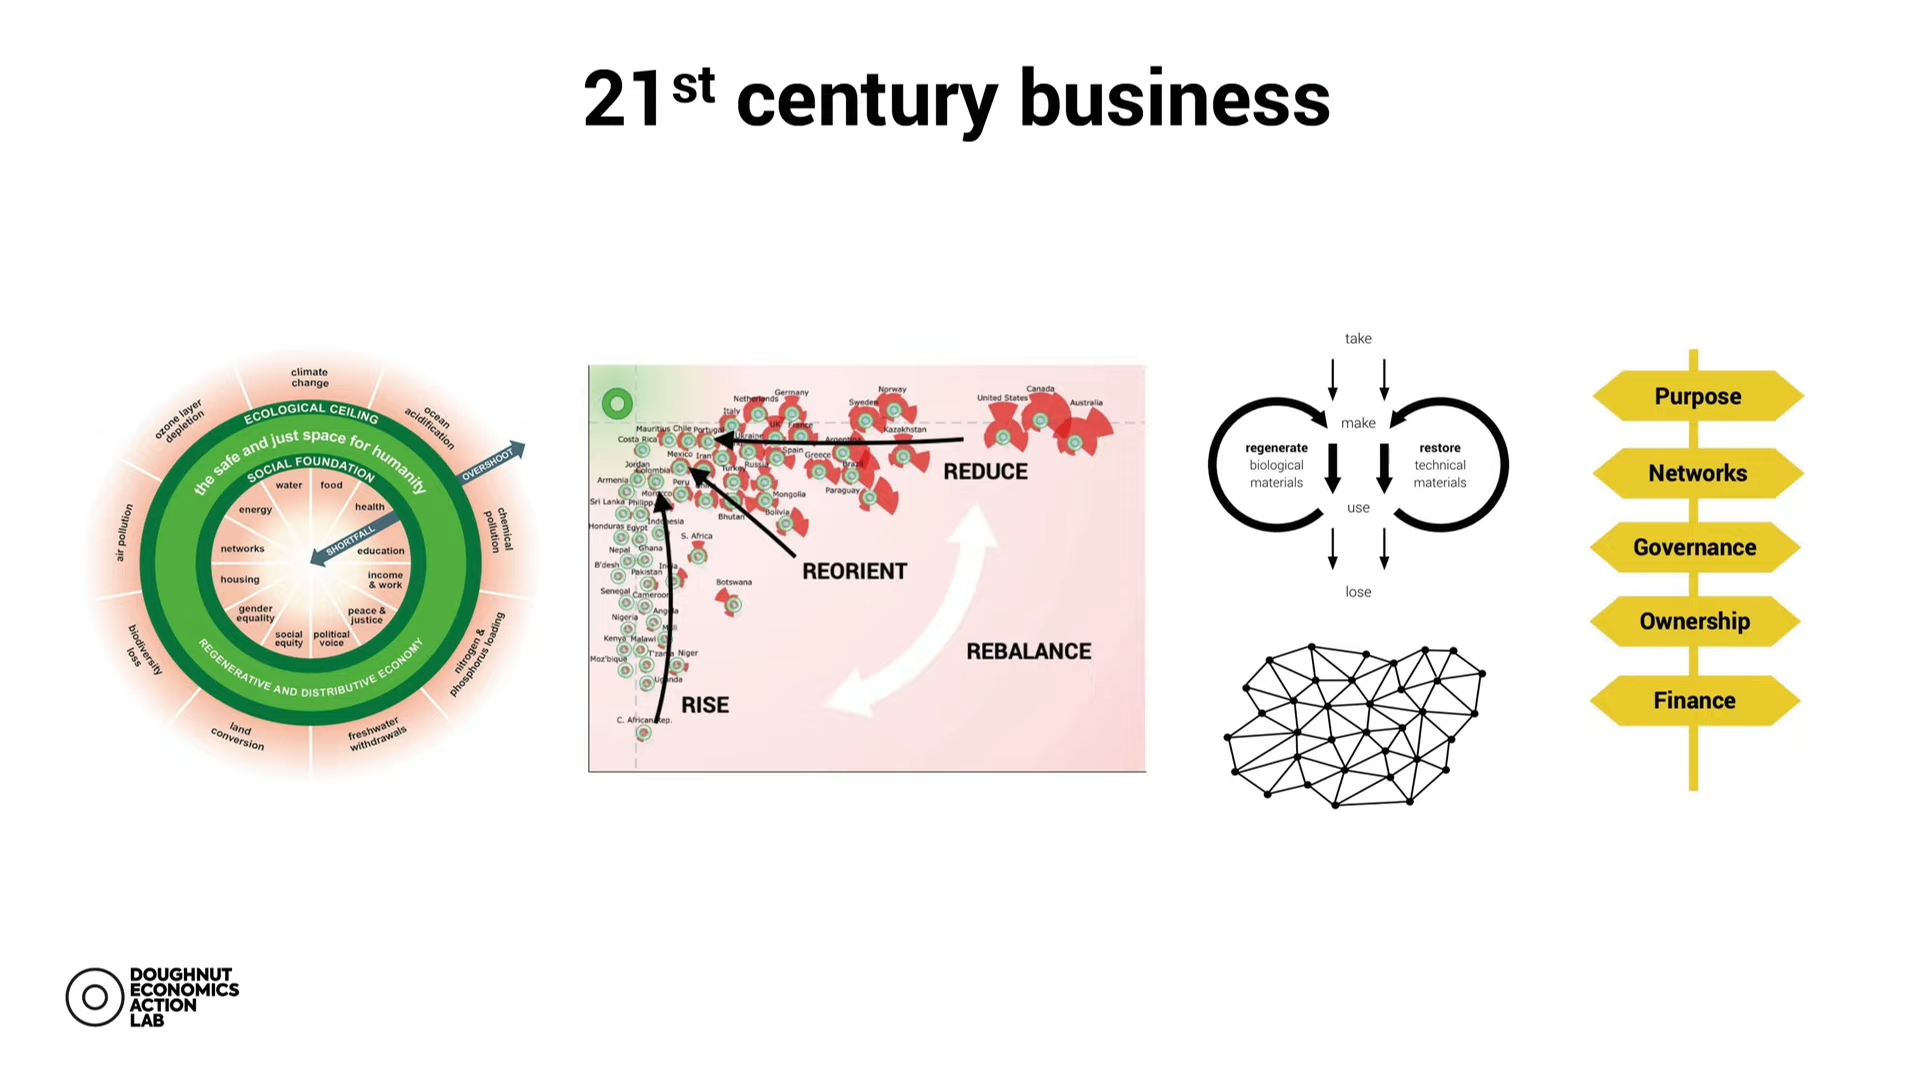 21st century business
climate
change
ocean
acidification
chemical
pollution
nitrogen &
phosphorus loading
freshwater
withdrawals
land
conversion
biodiversity
loss
air pollution
ozone layer
depletion
ECOLOGICAL CEILING
the safe and just space for humanity
SOCIAL FOUNDATION
OVERSHOOT
SHORTFALL
water
food
health
education
income
& work
peace &
justice
political
voice
social
equity
gender
equality
housing
networks
energy
REGENERATIVE AND DISTRIBUTIVE ECONOMY
Germany
Netherlands
Italy
Norway
Sweden
Canada
United States
Australia
Mauritius
Chile
Portugal
UK
France
Kazakhstan
Costa Rica
Ukraine
Argentina
Mexico
Iran
Spain
Greece
Jordan
Colombia
Turkey
Russia
Brazil
Armenia
Peru
Paraguay
Morocco
Mongolia
Sri Lanka
Bhutan
Bolivia
Honduras
Egypt
Indonesia
S. Africa
Nepal
Ghana
B'desh
Pakistan
India
Botswana
Senegal
Cameroon
Angola
Nigeria
Mali
Kenya
Malawi
Moz'bique
T'zania
Niger
Uganda
C. African Rep.
REDUCE
REORIENT
REBALANCE
RISE
take
make
regenerate
biological
materials
restore
technical
materials
use
lose
Purpose
Networks
Governance
Ownership
Finance
DOUGHNUT
ECONOMICS
ACTION
LAB